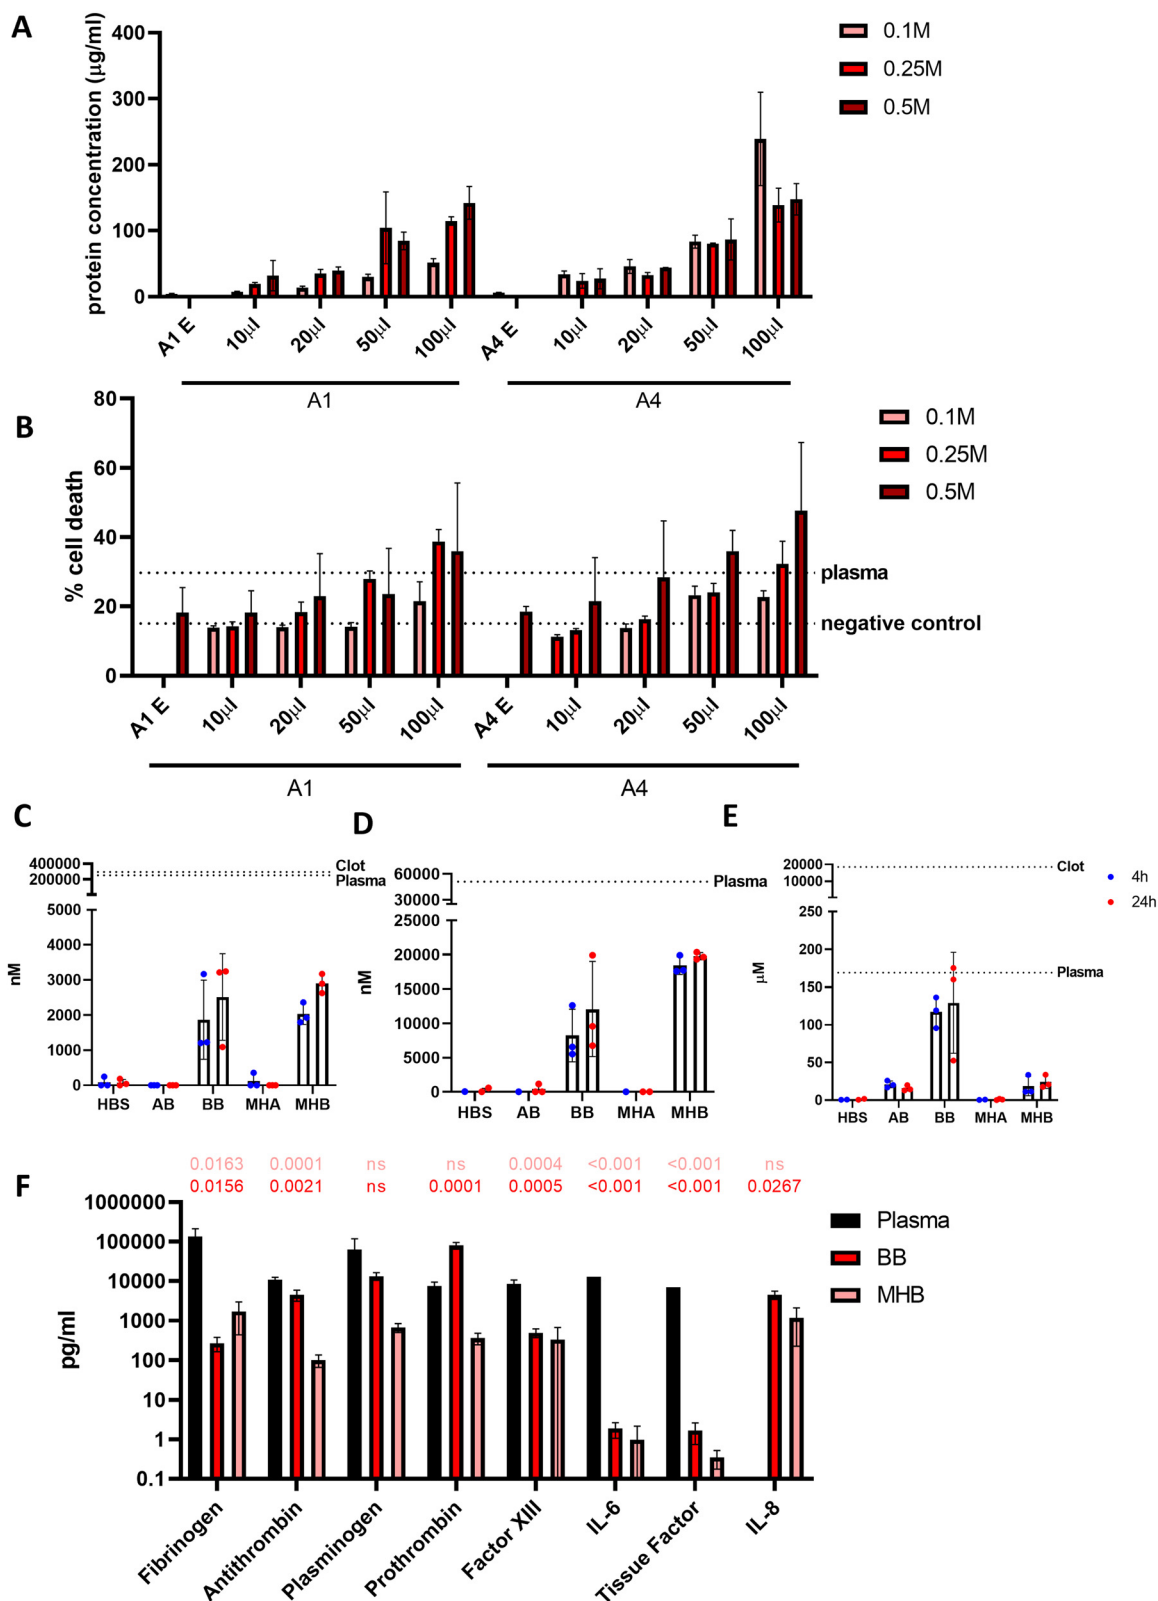 A
protein concentration (µg/ml)
400
300
200
100
0
0.1M
0.25M
0.5M
A1 E
10µl
20µl
50µl
100µl
A4 E
10µl
20µl
50µl
100µl
A1
A4
B
% cell death
80
60
40
20
0
0.1M
0.25M
0.5M
plasma
negative control
A1 E
10µl
20µl
50µl
100µl
A4 E
10µl
20µl
50µl
100µl
A1
A4
C
nM
400000
200000
5000
4000
3000
2000
1000
0
Clot
Plasma
HBS
AB
BB
MHA
MHB
D
nM
60000
30000
25000
20000
15000
10000
5000
0
Plasma
HBS
AB
BB
MHA
MHB
E
µM
20000
10000
250
200
150
100
50
0
Clot
Plasma
4h
24h
HBS
AB
BB
MHA
MHB
F
0.0163 0.0001 ns ns 0.0004 <0.001 <0.001 ns
0.0156 0.0021 ns 0.0001 0.0005 <0.001 <0.001 0.0267
pg/ml
1000000
100000
10000
1000
100
10
1
0.1
Plasma
BB
MHB
Fibrinogen
Antithrombin
Plasminogen
Prothrombin
Factor XIII
IL-6
Tissue Factor
IL-8